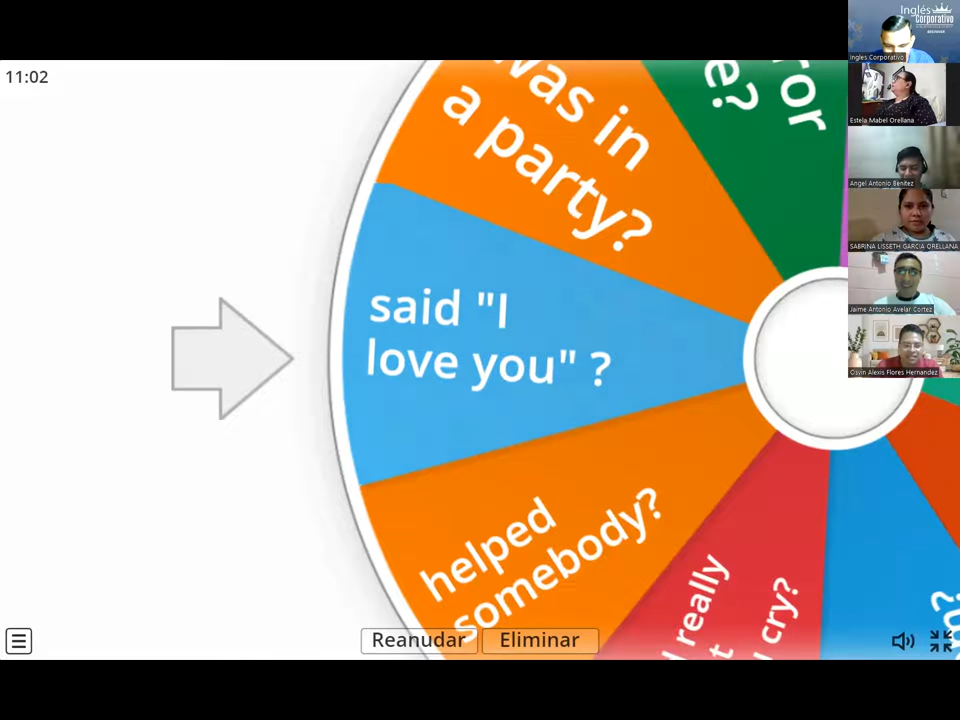 11:02
was in
a party?
or
e?
said "I
love you" ?
helped
somebody?
really
t
cry?
Reanudar
Eliminar
Inglés
Corporativo
Ingles Corporativo
Estela Mabel Orellana
Angel Antonio Benitez
SABRINA LISSETH GARCIA ORELLANA
Jaime Antonio Avelar Cortez
Osvin Alexis Flores Hernandez